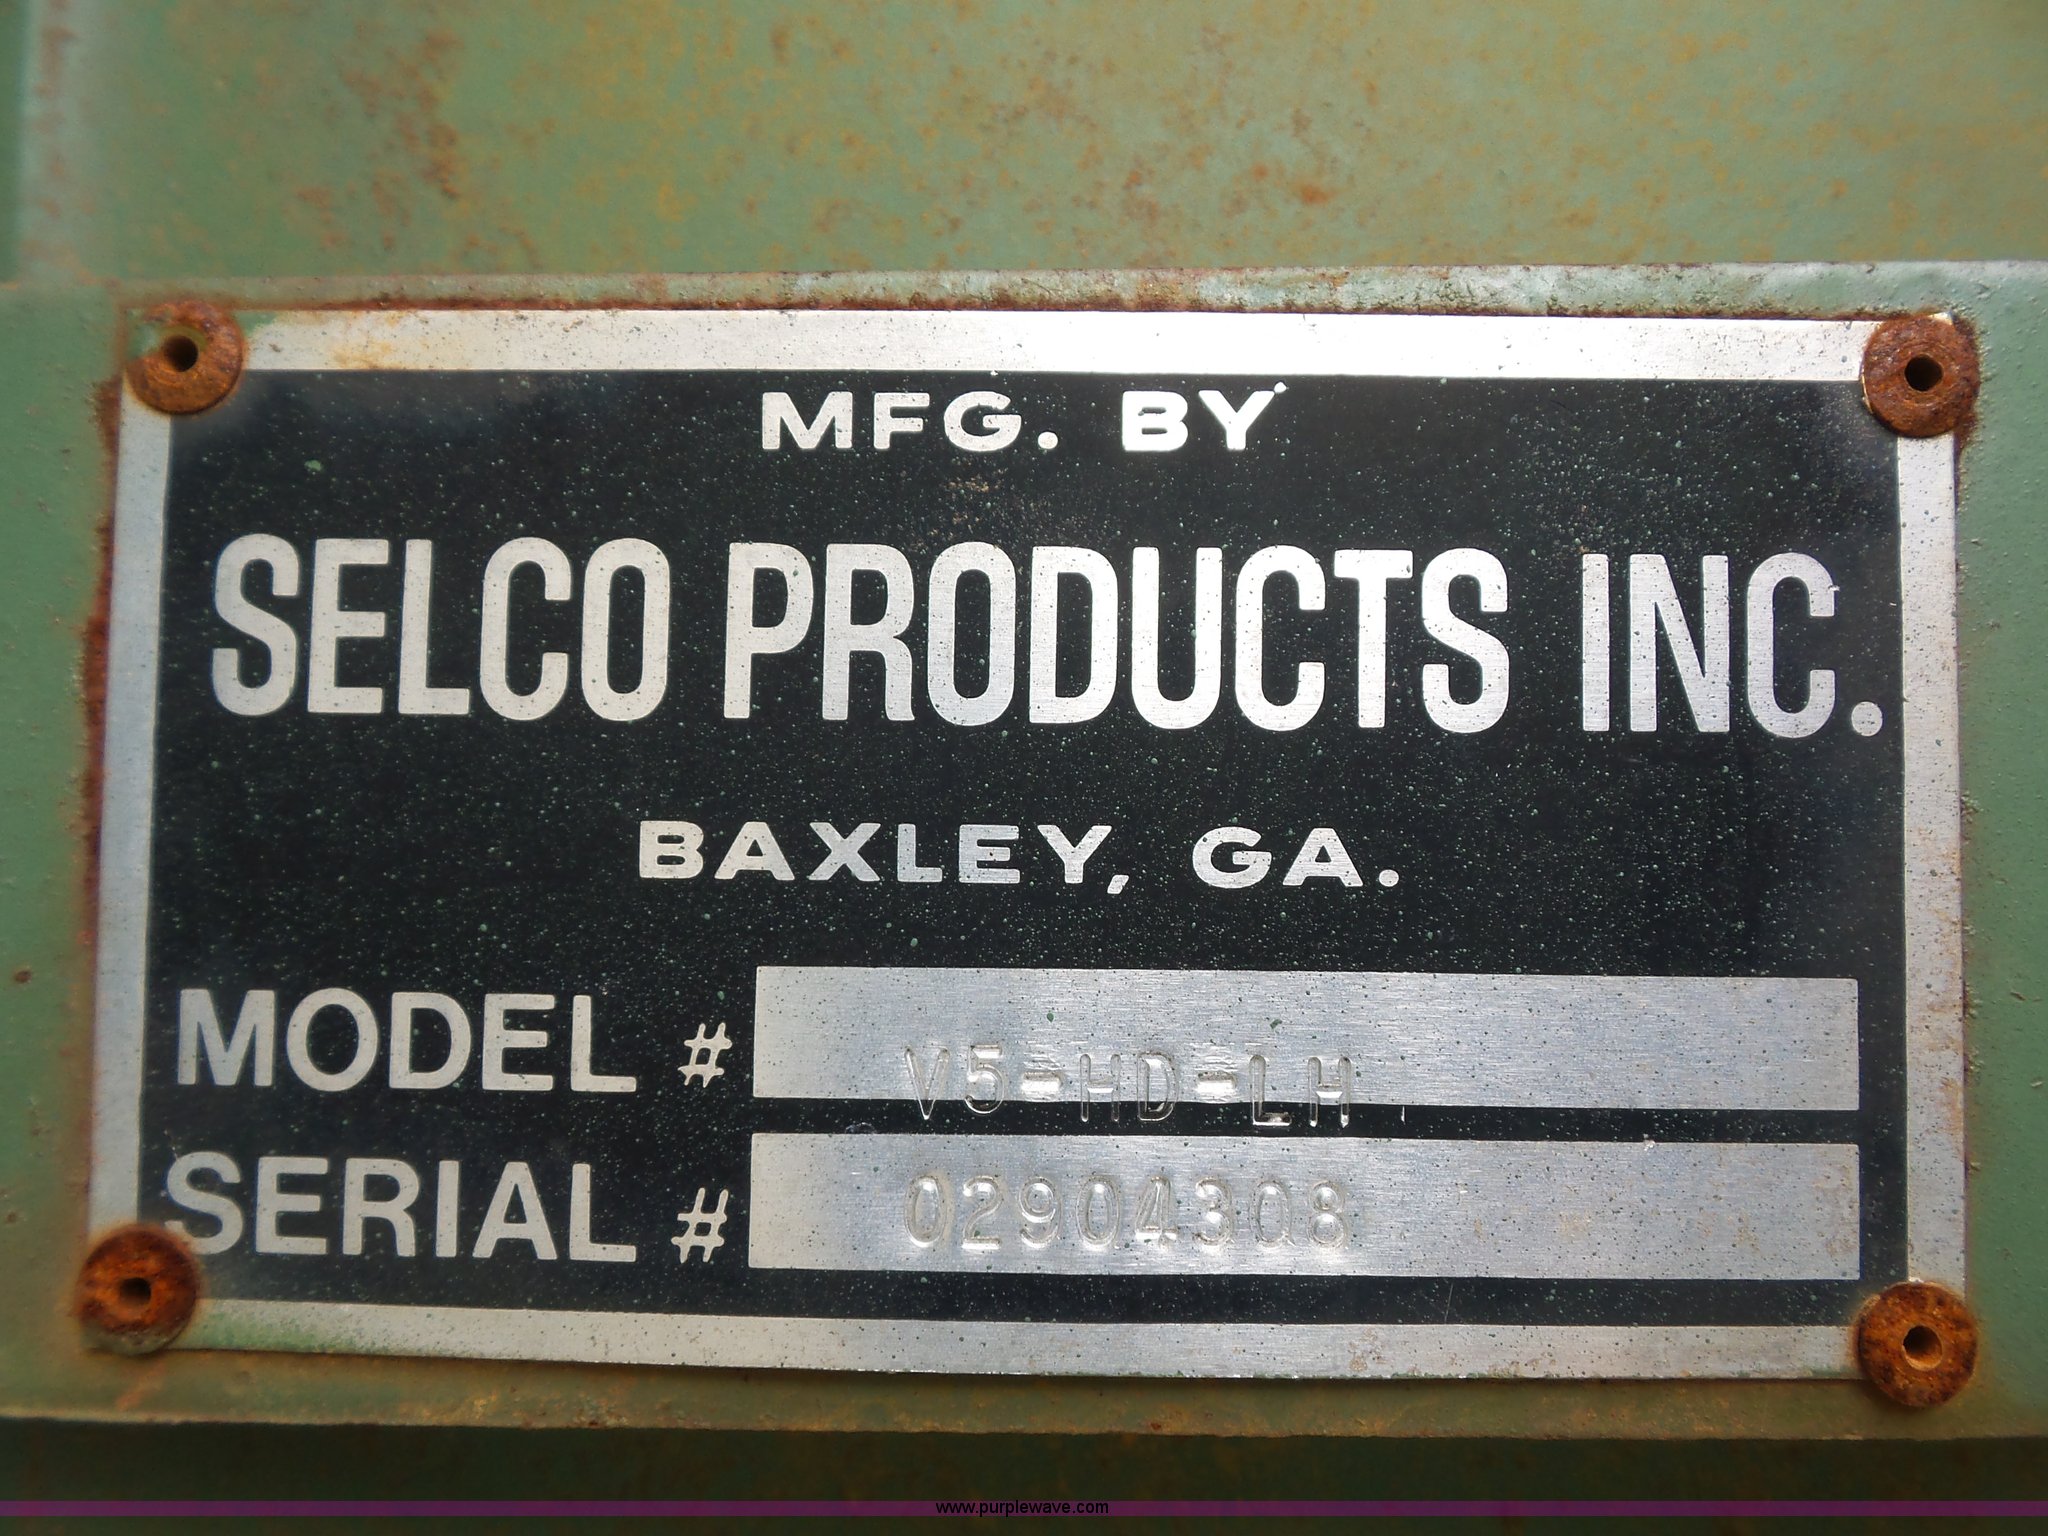 MFG. BY
SELCO PRODUCTS INC.
BAXLEY, GA.
MODEL # V5-HD-LH
SERIAL # 02904308
www.purplewave.com